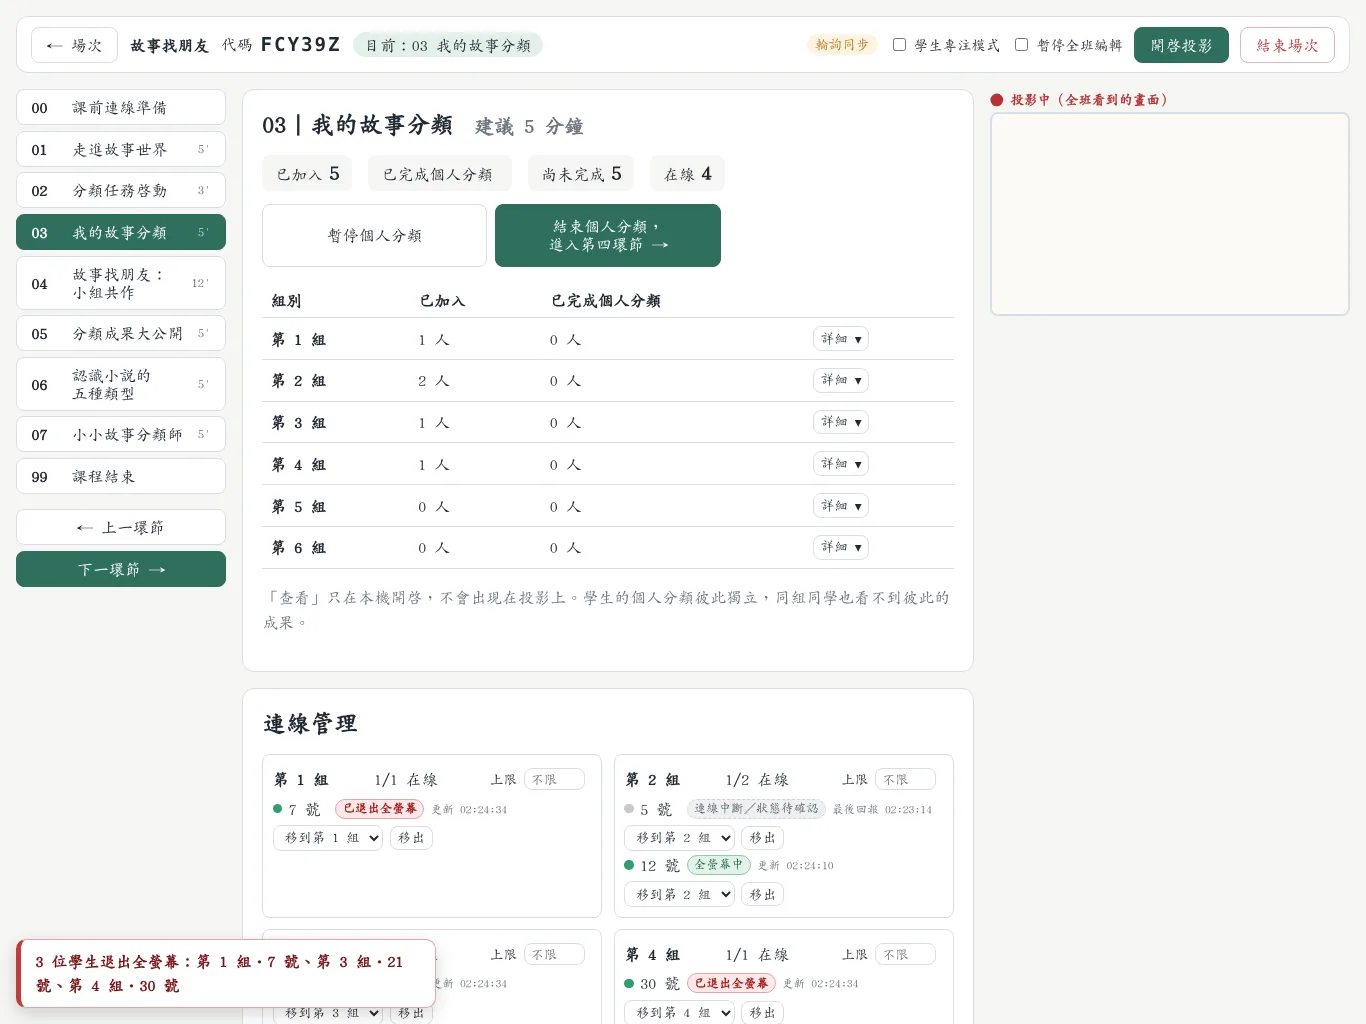 ← 場次 故事找朋友 代碼 FCY39Z 目前：03 我的故事分類 輪詢同步 學生專注模式 暫停全班編輯 開啓投影 結束場次
00 課前連線準備
01 走進故事世界 5'
02 分類任務啓動 3'
03 我的故事分類 5'
04 故事找朋友：
小組共作 12'
05 分類成果大公開 5'
06 認識小說的
五種類型 5'
07 小小故事分類師 5'
99 課程結束
← 上一環節
下一環節 →
03｜我的故事分類 建議 5 分鐘
已加入 5 已完成個人分類 尚未完成 5 在線 4
暫停個人分類
結束個人分類，
進入第四環節 →
組別 已加入 已完成個人分類
第 1 組 1 人 0 人 詳細 ▼
第 2 組 2 人 0 人 詳細 ▼
第 3 組 1 人 0 人 詳細 ▼
第 4 組 1 人 0 人 詳細 ▼
第 5 組 0 人 0 人 詳細 ▼
第 6 組 0 人 0 人 詳細 ▼
「查看」只在本機開啓，不會出現在投影上。學生的個人分類彼此獨立，同組同學也看不到彼此的
成果。
投影中（全班看到的畫面）
連線管理
第 1 組 1/1 在線 上限 不限
7 號 已退出全螢幕 更新 02:24:34
移到第 1 組 移出
第 2 組 1/2 在線 上限 不限
5 號 連線中斷／狀態待確認 最後回報 02:23:14
移到第 2 組 移出
12 號 全螢幕中 更新 02:24:10
移到第 2 組 移出
上限 不限
新 02:24:34
移到第 3 組 移出
第 4 組 1/1 在線 上限 不限
30 號 已退出全螢幕 更新 02:24:34
移到第 4 組 移出
3 位學生退出全螢幕：第 1 組・7 號、第 3 組・21
號、第 4 組・30 號